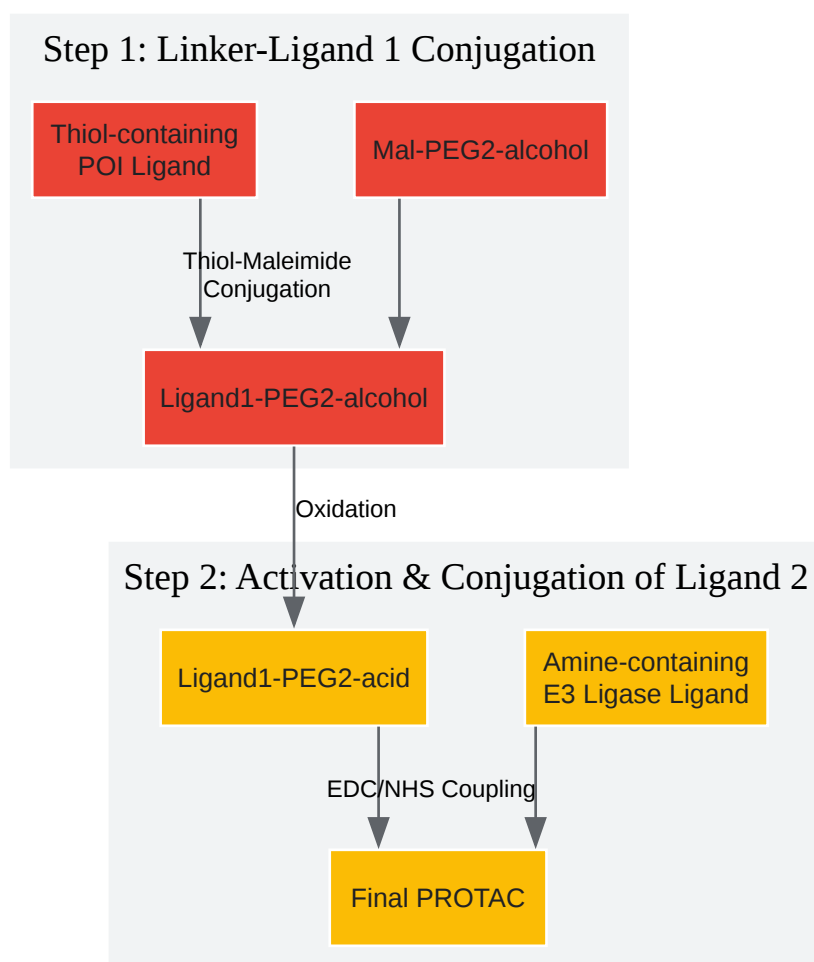 Step 1: Linker-Ligand 1 Conjugation
Thiol-containing
POI Ligand
Mal-PEG2-alcohol
Thiol-Maleimide
Conjugation
Ligand1-PEG2-alcohol
Oxidation
Step 2: Activation & Conjugation of Ligand 2
Ligand1-PEG2-acid
Amine-containing
E3 Ligase Ligand
EDC/NHS Coupling
Final PROTAC